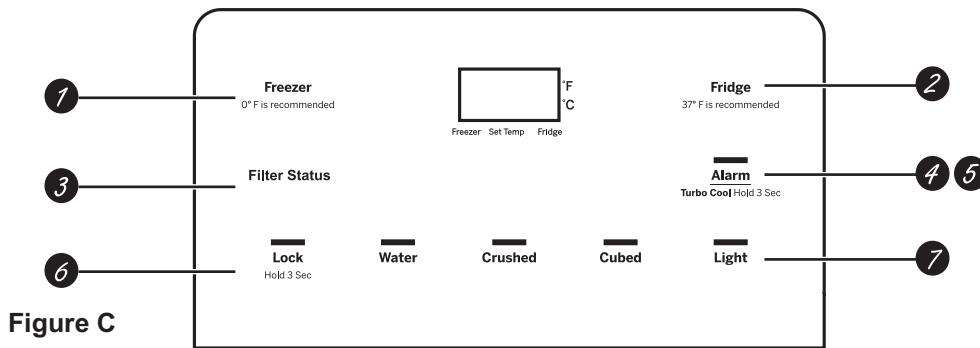 1
Freezer
0° F is recommended
°F
°C
Freezer Set Temp Fridge
Fridge
37° F is recommended
2
3
Filter Status
Alarm
Turbo Cool Hold 3 Sec
4 5
6
Lock
Hold 3 Sec
Water
Crushed
Cubed
Light
7
Figure C